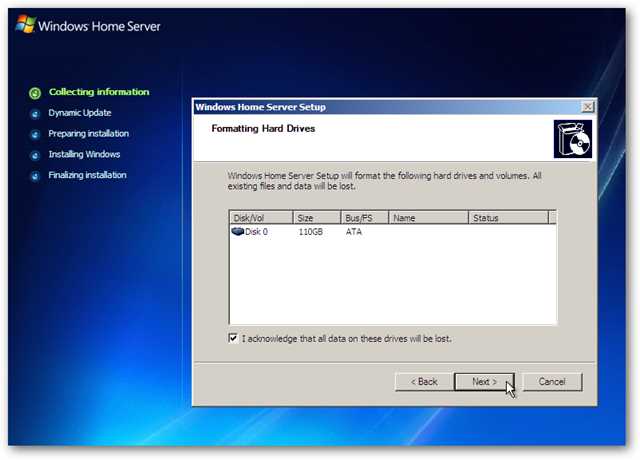 Windows Home Server
Collecting information
Dynamic Update
Preparing installation
Installing Windows
Finalizing installation
Windows Home Server Setup
Formatting Hard Drives
Windows Home Server Setup will format the following hard drives and volumes. All
existing files and data will be lost.
Disk/Vol Size Bus/FS Name Status
Disk 0 110GB ATA
I acknowledge that all data on these drives will be lost.
< Back Next > Cancel